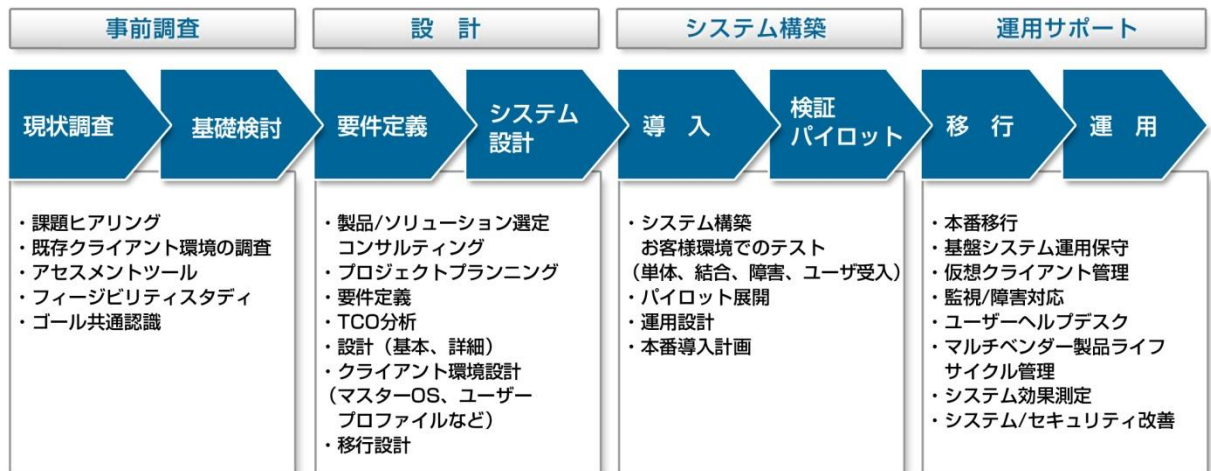 事前調査
設 計
システム構築
運用サポート
現状調査
基礎検討
要件定義
システム
設計
導 入
検証
パイロット
移 行
運 用
・課題ヒアリング
・既存クライアント環境の調査
・アセスメントツール
・フィージビリティスタディ
・ゴール共通認識
・製品/ソリューション選定
コンサルティング
・プロジェクトプランニング
・要件定義
・TCO分析
・設計（基本、詳細）
・クライアント環境設計
（マスターOS、ユーザー
プロファイルなど）
・移行設計
・システム構築
お客様環境でのテスト
（単体、結合、障害、ユーザ受入）
・パイロット展開
・運用設計
・本番導入計画
・本番移行
・基盤システム運用保守
・仮想クライアント管理
・監視/障害対応
・ユーザーヘルプデスク
・マルチベンダー製品ライフ
サイクル管理
・システム効果測定
・システム/セキュリティ改善